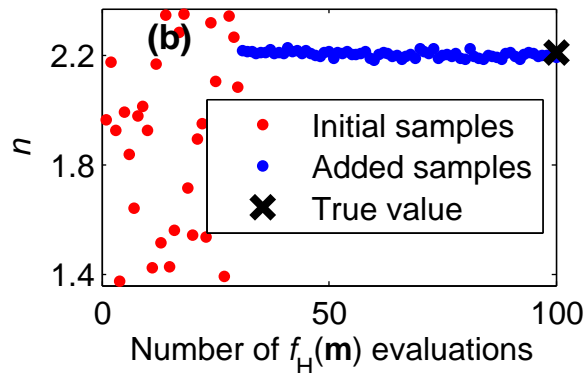 (b)
2.2
1.8
1.4
n
Initial samples
Added samples
True value
0
50
100
Number of f_H(m) evaluations